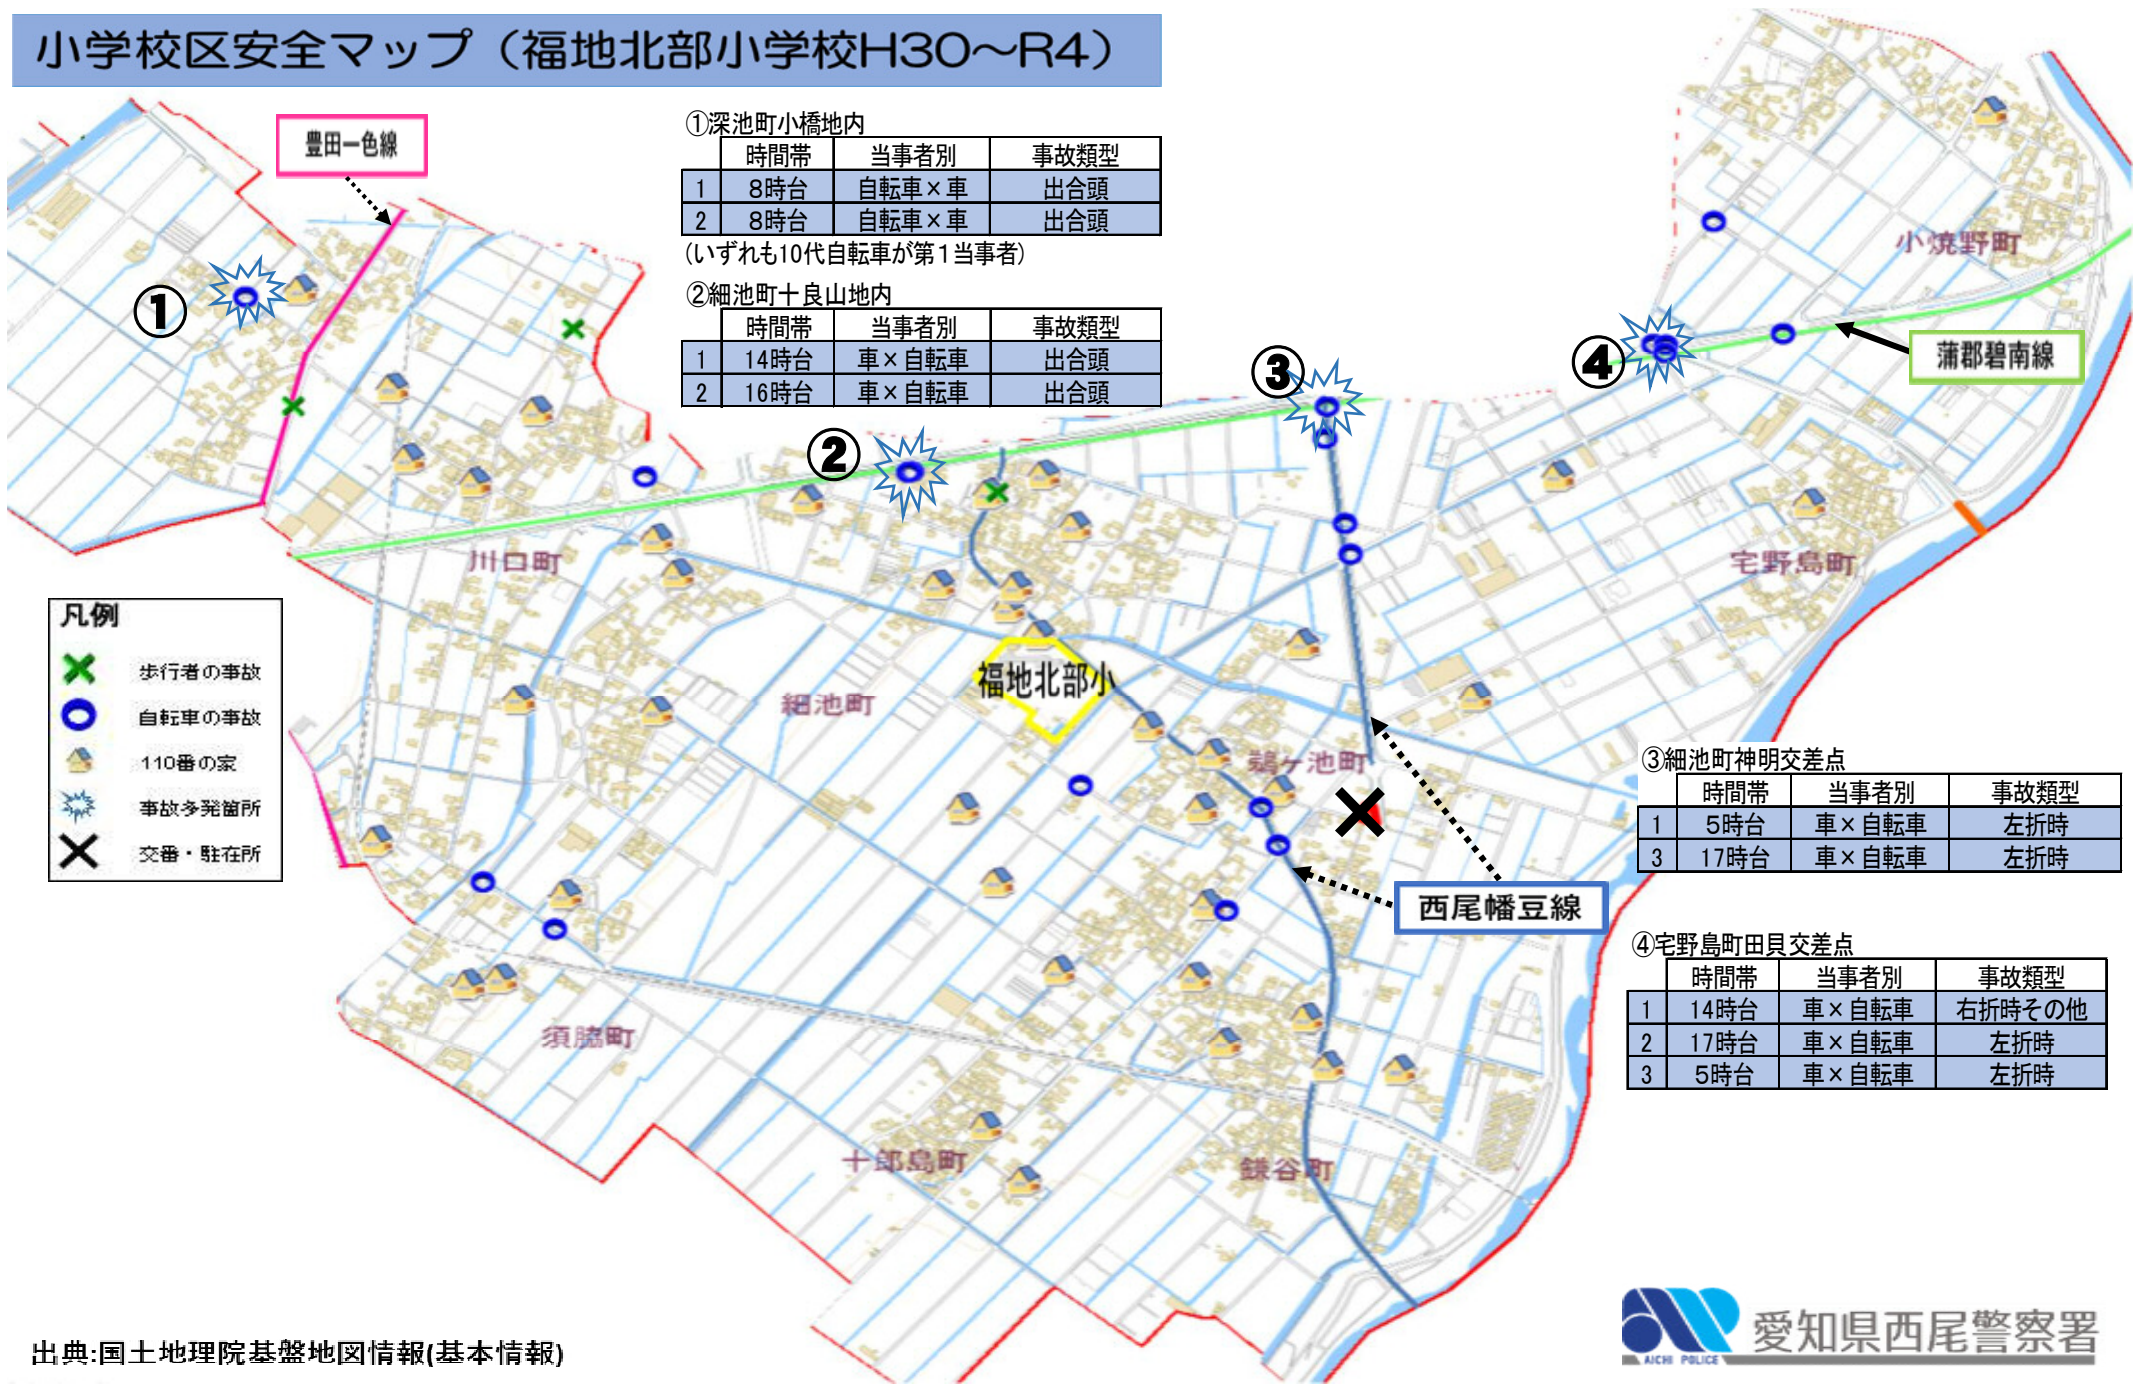 小学校区安全マップ（福地北部小学校H30～R4）
豊田一色線
①深池町小橋地内
時間帯 当事者別 事故類型
1 8時台 自転車×車 出合頭
2 8時台 自転車×車 出合頭
(いずれも10代自転車が第1当事者)
②細池町十良山地内
時間帯 当事者別 事故類型
1 14時台 車×自転車 出合頭
2 16時台 車×自転車 出合頭
①
②
③
④
小焼野町
蒲郡碧南線
川口町
宅野島町
凡例
歩行者の事故
自転車の事故
110番の家
事故多発箇所
交番・駐在所
福地北部小
細池町
鵜ケ池町
西尾幡豆線
③細池町神明交差点
時間帯 当事者別 事故類型
1 5時台 車×自転車 左折時
3 17時台 車×自転車 左折時
④宅野島町田貝交差点
時間帯 当事者別 事故類型
1 14時台 車×自転車 右折時その他
2 17時台 車×自転車 左折時
3 5時台 車×自転車 左折時
須脇町
十郎島町
鎌谷町
出典:国土地理院基盤地図情報(基本情報)
AICHI POLICE
愛知県西尾警察署